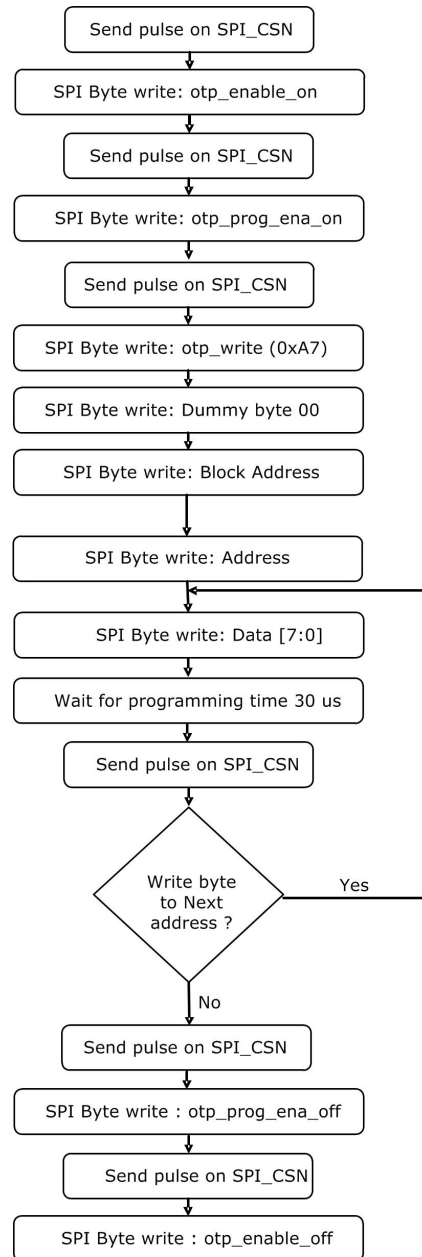 Send pulse on SPI_CSN
SPI Byte write: otp_enable_on
Send pulse on SPI_CSN
SPI Byte write: otp_prog_ena_on
Send pulse on SPI_CSN
SPI Byte write: otp_write (0xA7)
SPI Byte write: Dummy byte 00
SPI Byte write: Block Address
SPI Byte write: Address
SPI Byte write: Data [7:0]
Wait for programming time 30 us
Send pulse on SPI_CSN
Write byte
to Next
address ?
Yes
No
Send pulse on SPI_CSN
SPI Byte write : otp_prog_ena_off
Send pulse on SPI_CSN
SPI Byte write : otp_enable_off